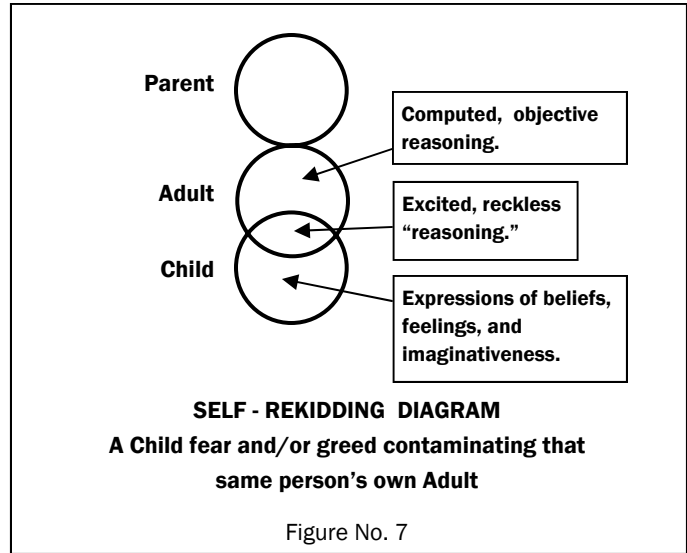 Parent
Computed, objective
reasoning.
Adult
Excited, reckless
“reasoning.”
Child
Expressions of beliefs,
feelings, and
imaginativeness.
SELF - REKIDDING DIAGRAM
A Child fear and/or greed contaminating that
same person’s own Adult
Figure No. 7